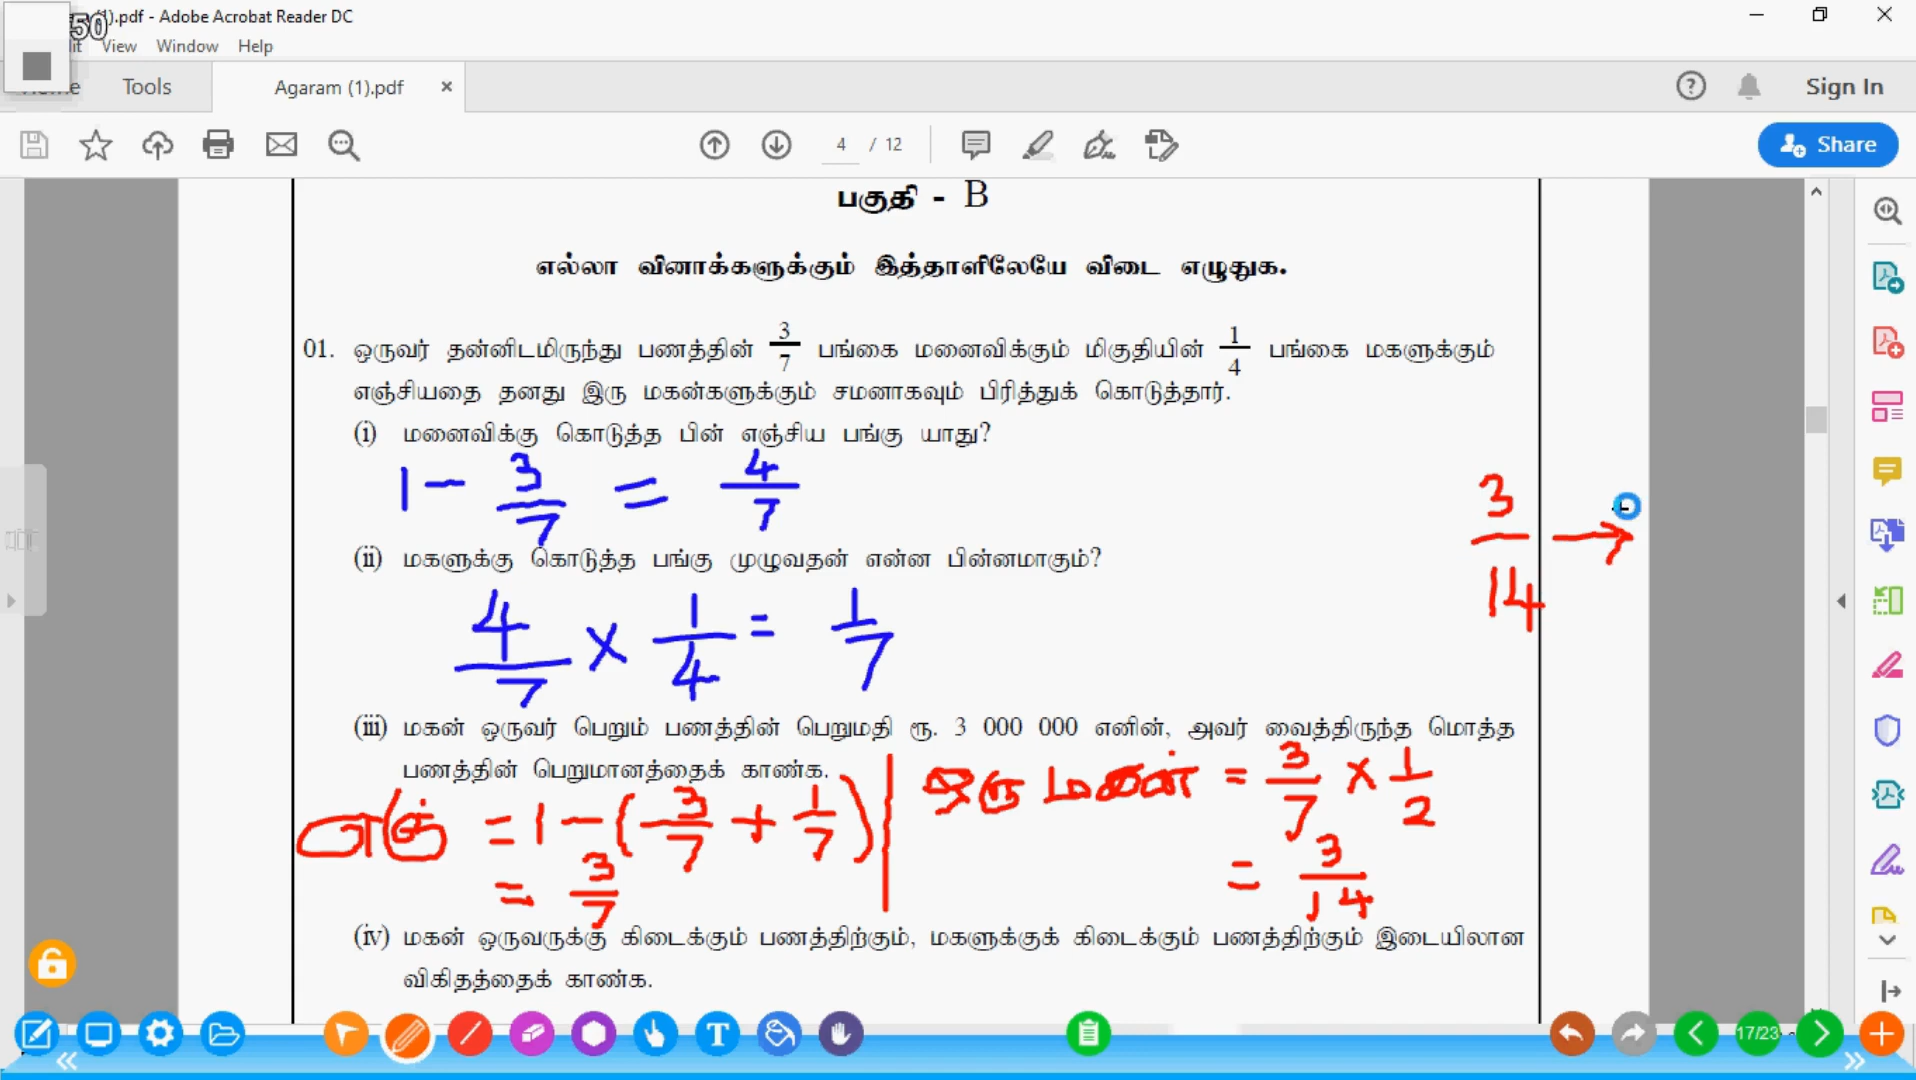 (1).pdf - Adobe Acrobat Reader DC
50
View Window Help
Tools
Agaram (1).pdf ×
Sign In
4 / 12
Share
பகுதி - B
எல்லா வினாக்களுக்கும் இத்தாளிலேயே விடை எழுதுக.
01. ஒருவர் தன்னிடமிருந்து பணத்தின் 3/7 பங்கை மனைவிக்கும் மிகுதியின் 1/4 பங்கை மகளுக்கும்
எஞ்சியதை தனது இரு மகன்களுக்கும் சமனாகவும் பிரித்துக் கொடுத்தார்.
(i) மனைவிக்கு கொடுத்த பின் எஞ்சிய பங்கு யாது?
1 - 3/7 = 4/7
3/14 →
(ii) மகளுக்கு கொடுத்த பங்கு முழுவதன் என்ன பின்னமாகும்?
4/7 × 1/4 = 1/7
(iii) மகன் ஒருவர் பெறும் பணத்தின் பெறுமதி ரூ. 3 000 000 எனின், அவர் வைத்திருந்த மொத்த
பணத்தின் பெறுமானத்தைக் காண்க.
எஞ் = 1 - (3/7 + 1/7)
= 3/7
ஒரு மகன் = 3/7 × 1/2
= 3/14
(iv) மகன் ஒருவருக்கு கிடைக்கும் பணத்திற்கும், மகளுக்குக் கிடைக்கும் பணத்திற்கும் இடையிலான
விகிதத்தைக் காண்க.
17/23